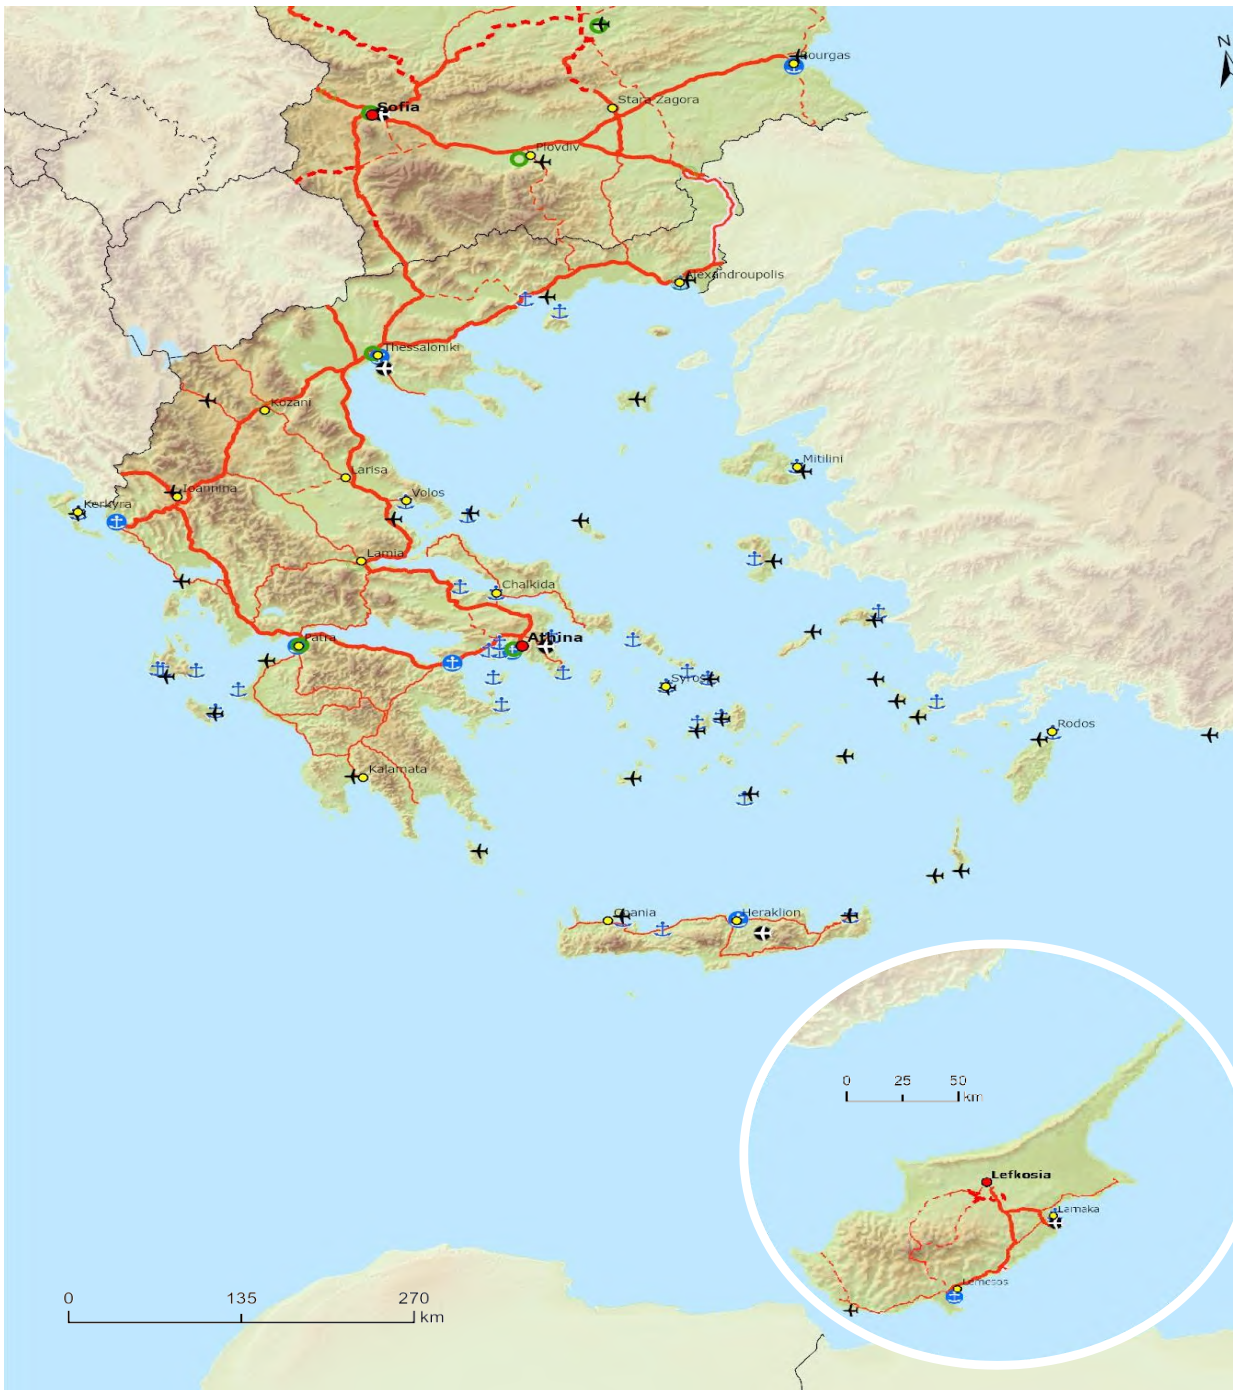 N
Bourgas
Sofia
Stara Zagora
Plovdiv
Alexandroupolis
Thessaloniki
Kozani
Mitilini
Larisa
Ioannina
Volos
Kerkyra
Lamia
Chalkida
Patra
Athina
Syros
Rodos
Kalamata
Chania
Heraklion
0 25 50
km
Lefkosia
Larnaka
Lemesos
0 135 270
km